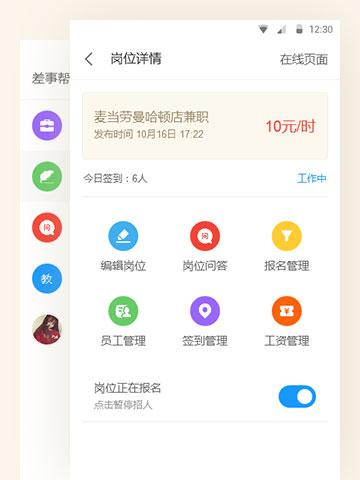 12:30
岗位详情
在线页面
差事帮
麦当劳曼哈顿店兼职
发布时间 10月16日 17:22
10元/时
今日签到：6人
工作中
问
教
问
编辑岗位
岗位问答
报名管理
员工管理
签到管理
工资管理
岗位正在报名
点击暂停招人